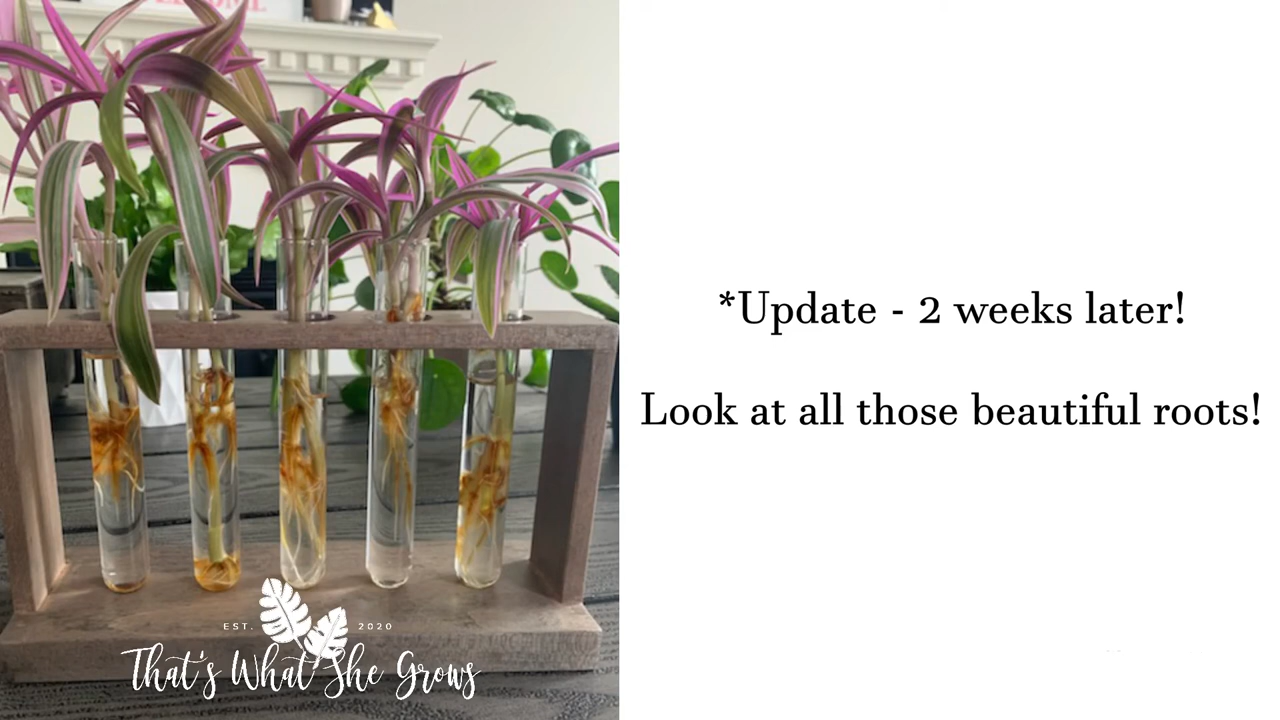 EST. 2020
That's What She Grows
*Update - 2 weeks later!
Look at all those beautiful roots!